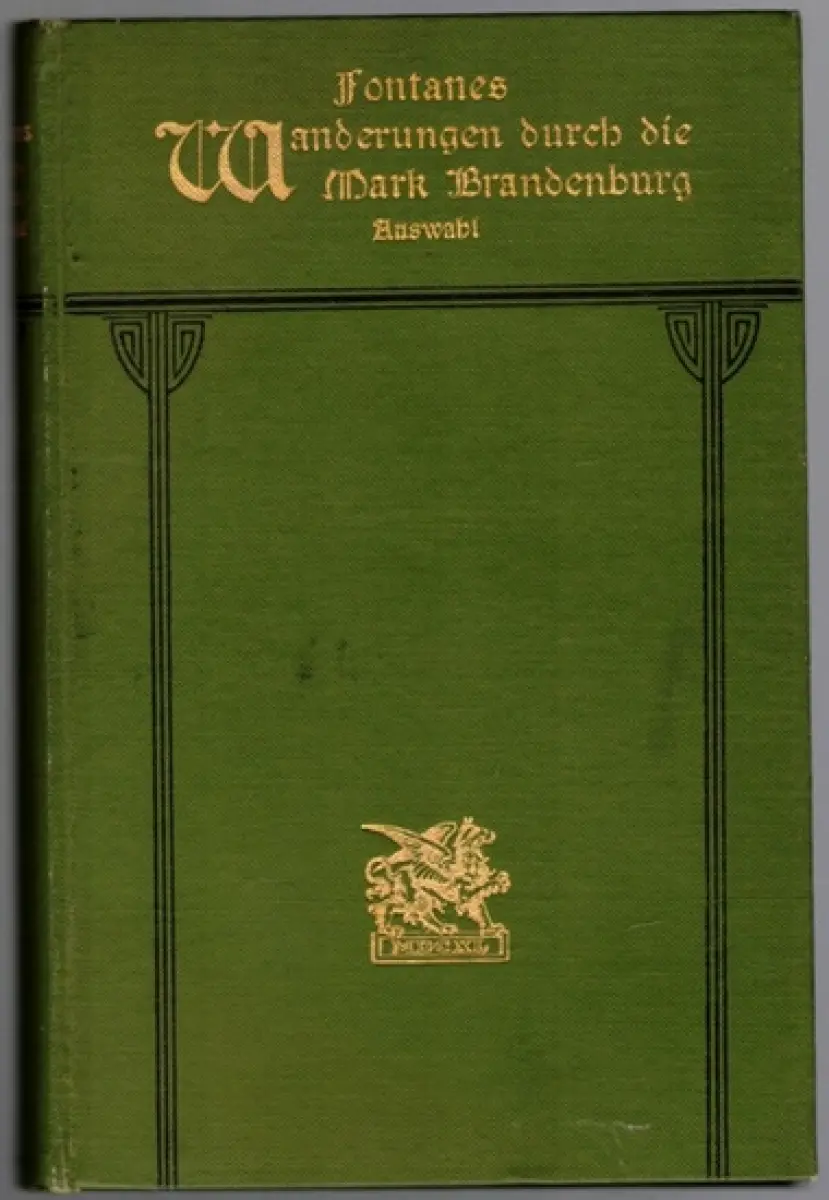 Fontanes
Wanderungen durch die
Mark Brandenburg
Auswahl